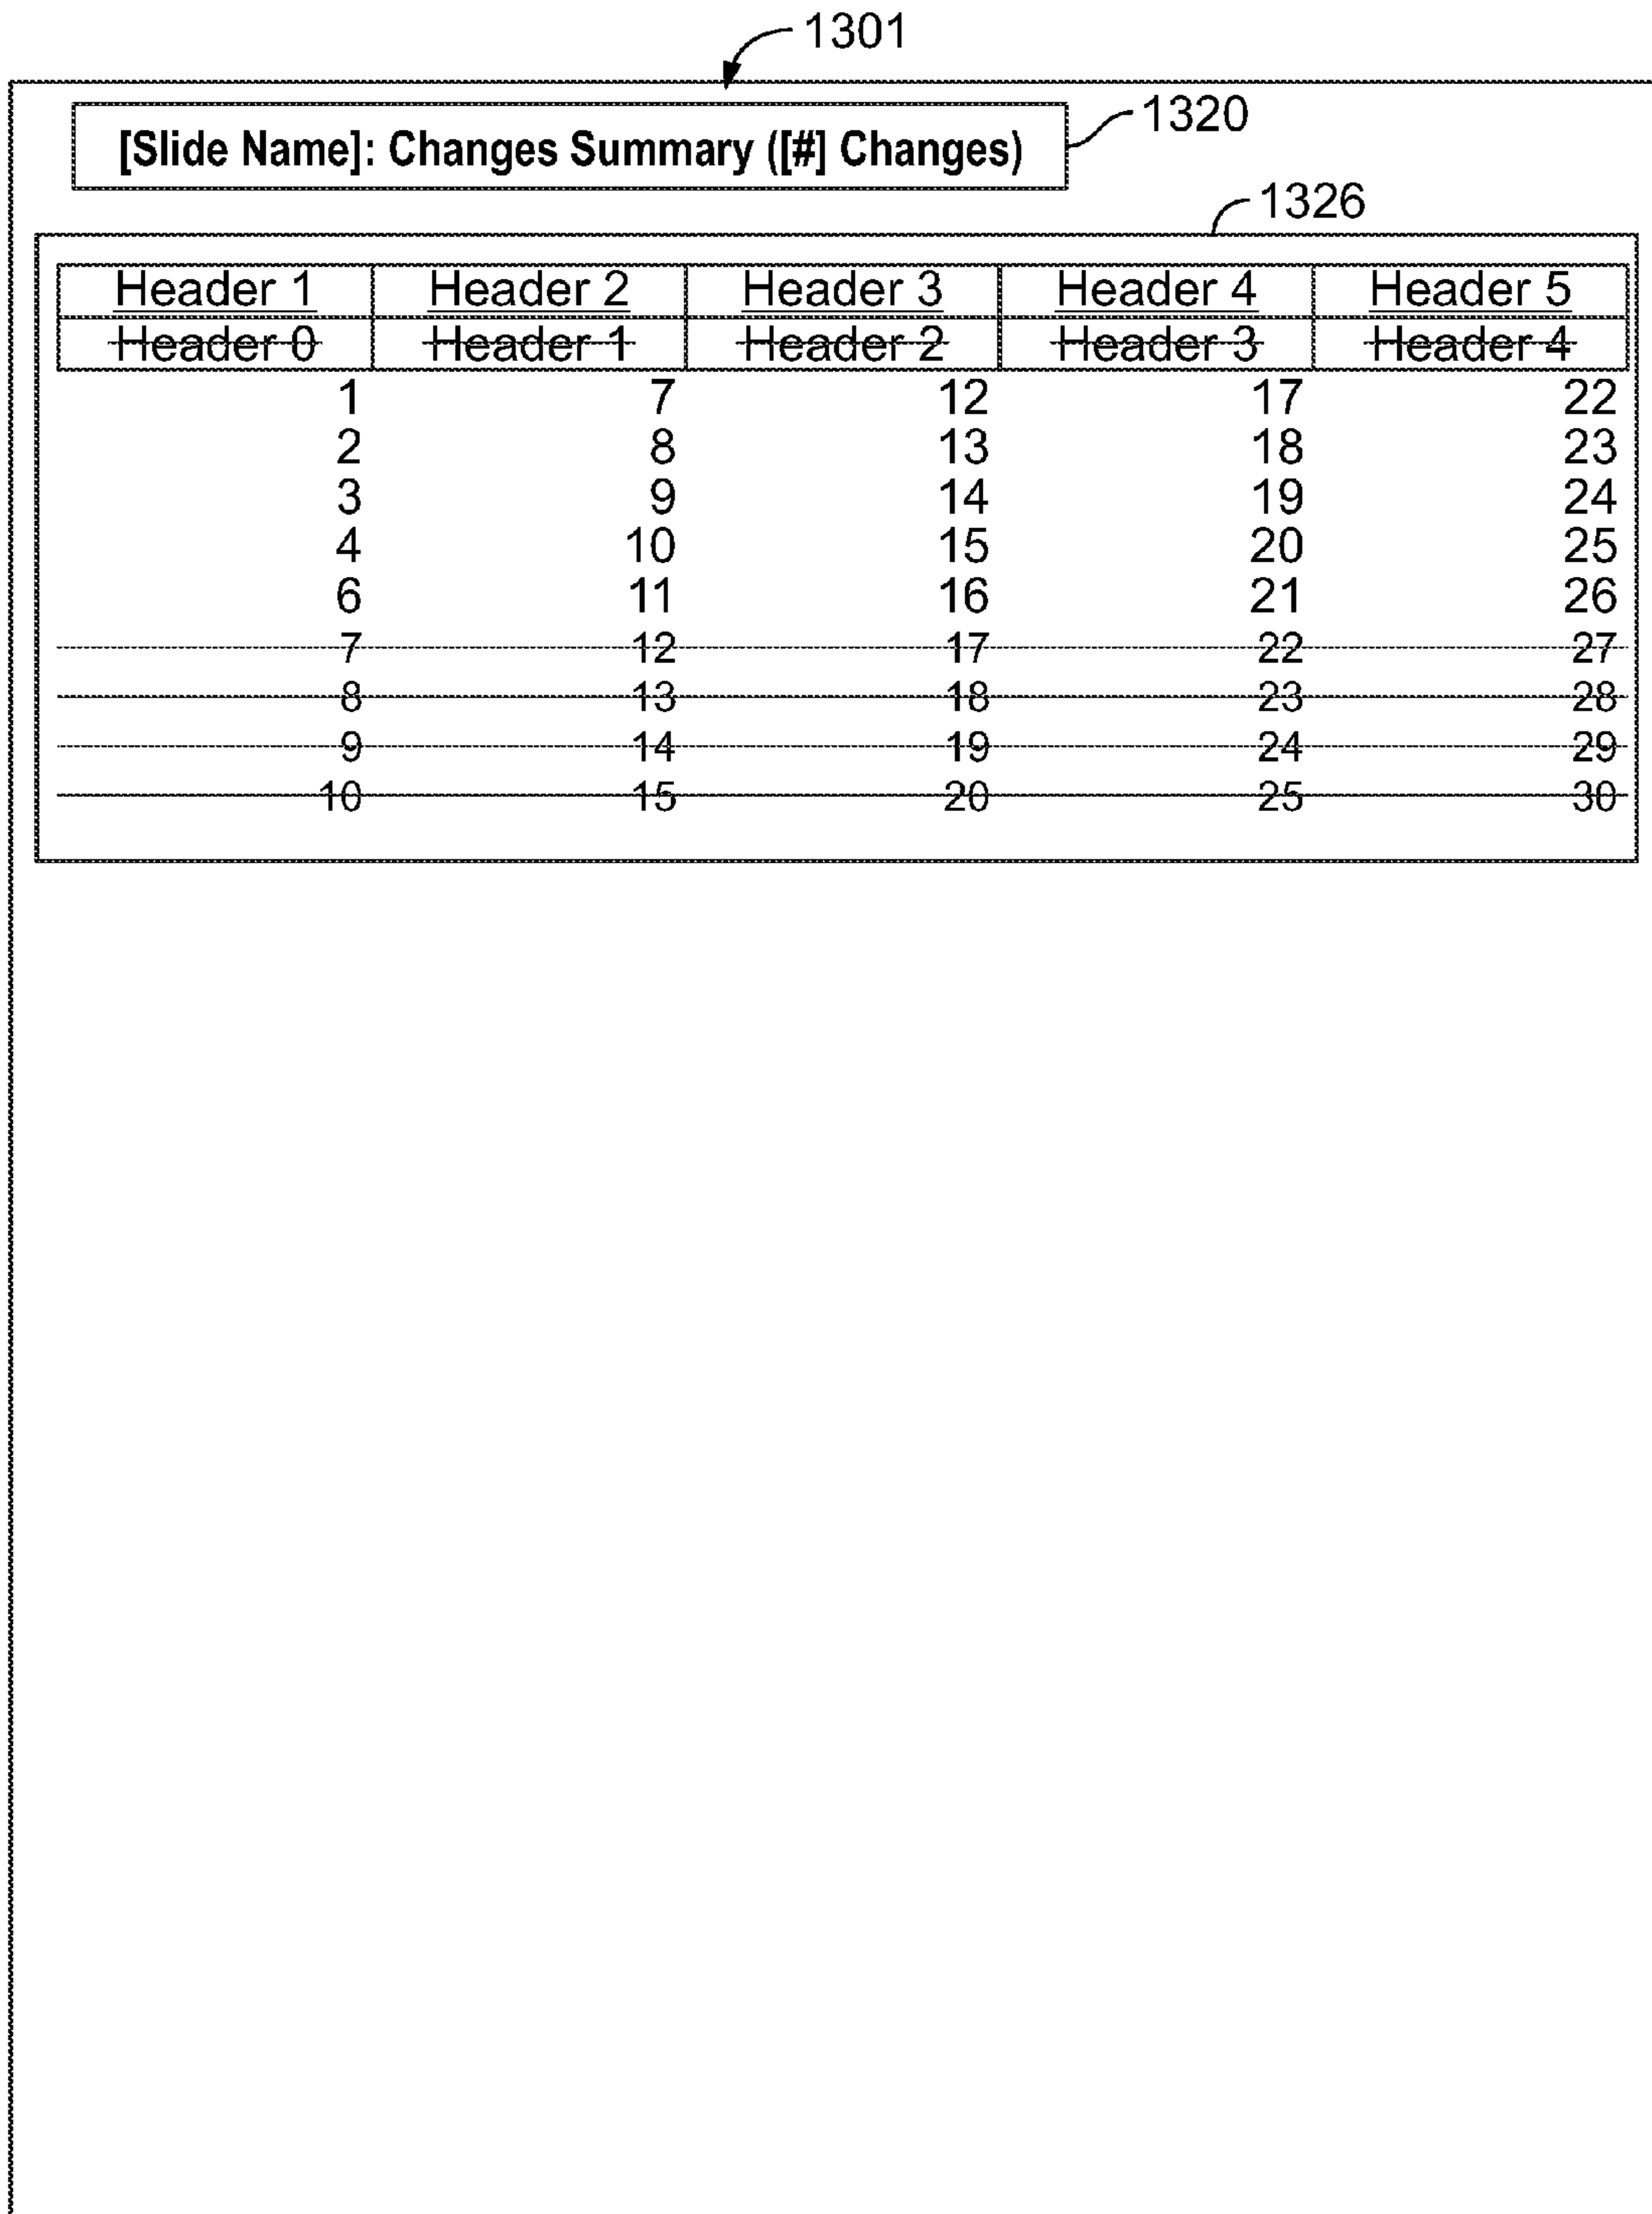 1301
[Slide Name]: Changes Summary ([#] Changes)
1320
1326
Header 1 Header 2 Header 3 Header 4 Header 5
Header 0 Header 1 Header 2 Header 3 Header 4
1 7 12 17 22
2 8 13 18 23
3 9 14 19 24
4 10 15 20 25
6 11 16 21 26
7 12 17 22 27
8 13 18 23 28
9 14 19 24 29
10 15 20 25 30